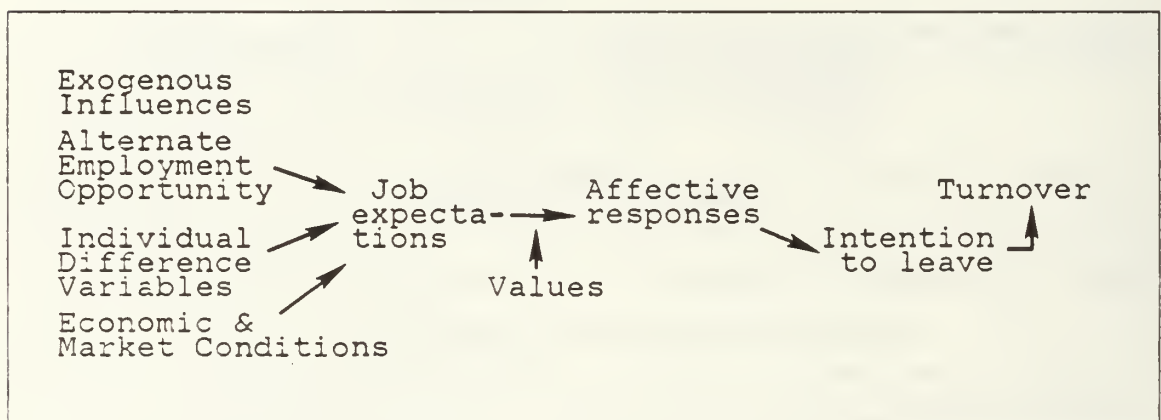 Exogenous
Influences
Alternate
Employment
Opportunity
Individual
Difference
Variables
Economic &
Market Conditions
Job
expecta-
tions
Values
Affective
responses
Intention
to leave
Turnover